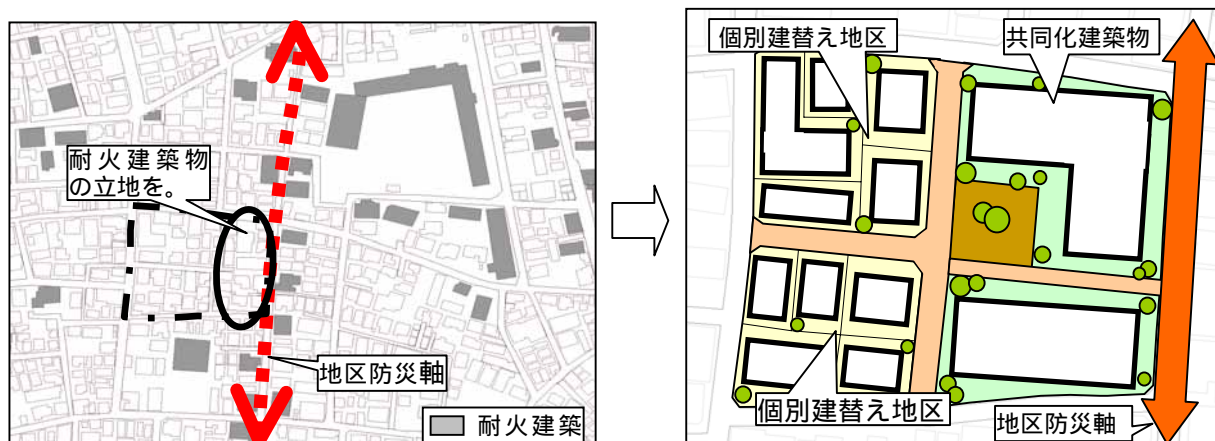 耐火建築物
の立地を。
地区防災軸
耐火建築
個別建替え地区
共同化建築物
個別建替え地区
地区防災軸